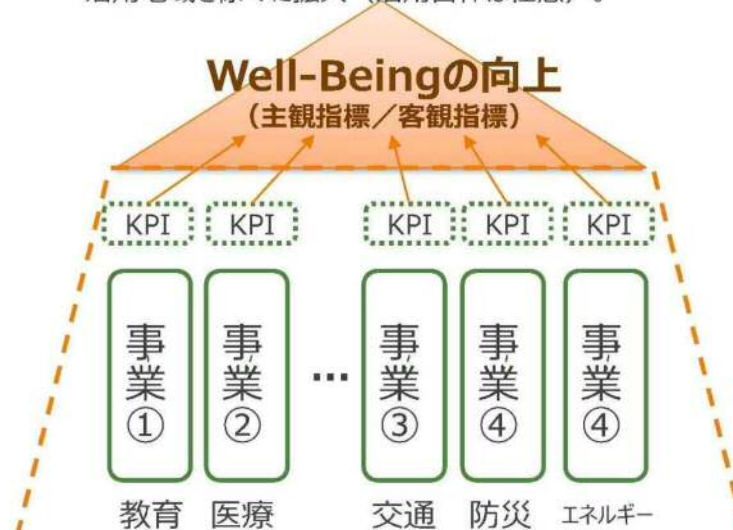 Well-Beingの向上
(主観指標／客観指標)
KPI KPI KPI KPI KPI
事業① 事業② … 事業③ 事業④ 事業④
教育 医療 交通 防災 エネルギー